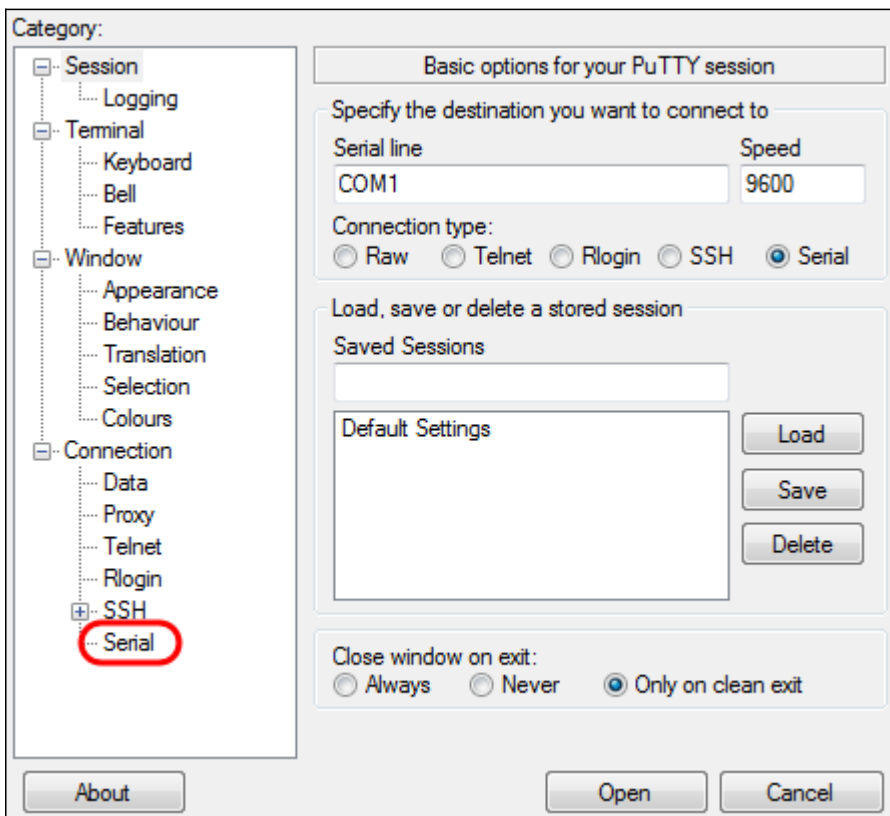 Category:
Session
Logging
Terminal
Keyboard
Bell
Features
Window
Appearance
Behaviour
Translation
Selection
Colours
Connection
Data
Proxy
Telnet
Rlogin
SSH
Serial
Basic options for your PuTTY session
Specify the destination you want to connect to
Serial line Speed
COM1 9600
Connection type:
Raw Telnet Rlogin SSH Serial
Load, save or delete a stored session
Saved Sessions
Default Settings
Load
Save
Delete
Close window on exit:
Always Never Only on clean exit
About Open Cancel